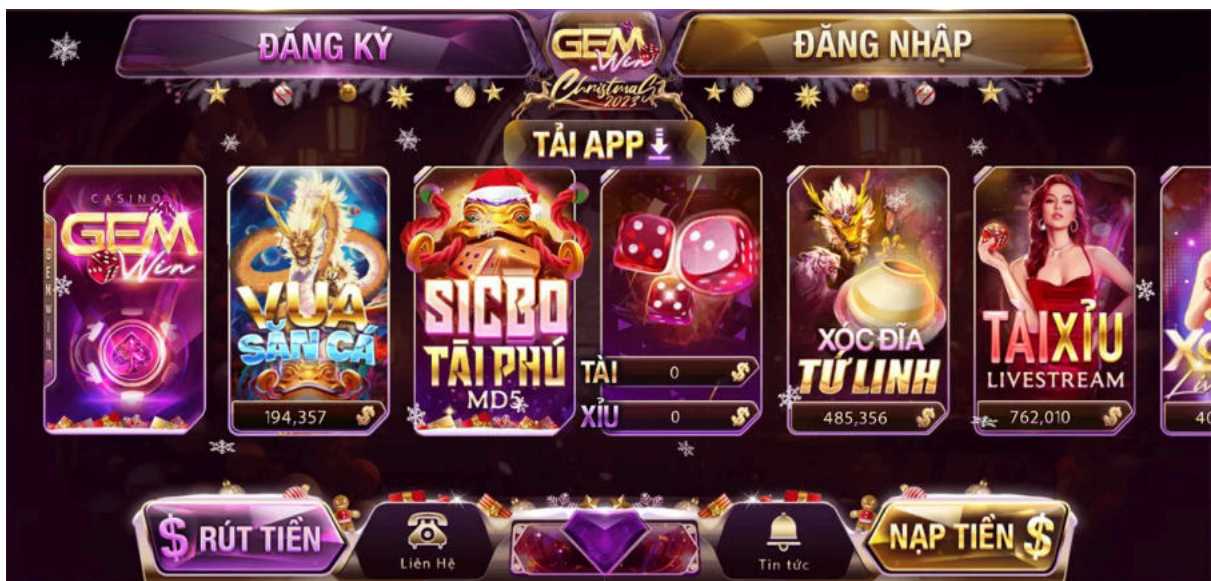 ĐĂNG KÝ
GEM
Win
ĐĂNG NHẬP
Christmas
2023
TẢI APP
CASINO
GEM
Win
GEMWIN
VUA
SĂN CÁ
194,357
SICBO
TÀI PHÚ
MD5
TÀI 0
XỈU 0
XÓC ĐĨA
TỨ LINH
485,356
TÀI XỈU
LIVESTREAM
762,010
$ RÚT TIỀN
Liên Hệ
Tin tức
NẠP TIỀN $